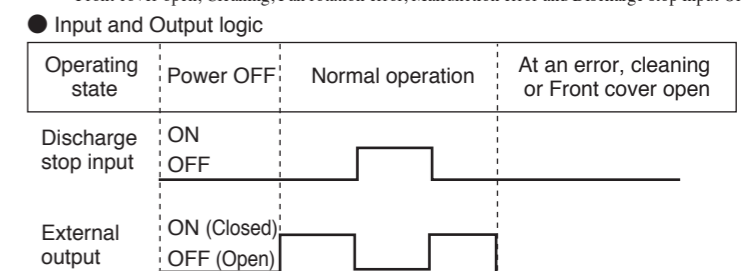 ● Input and Output logic
Operating state
Power OFF
Normal operation
At an error, cleaning
or Front cover open
Discharge
stop input
ON
OFF
External
output
ON (Closed)
OFF (Open)